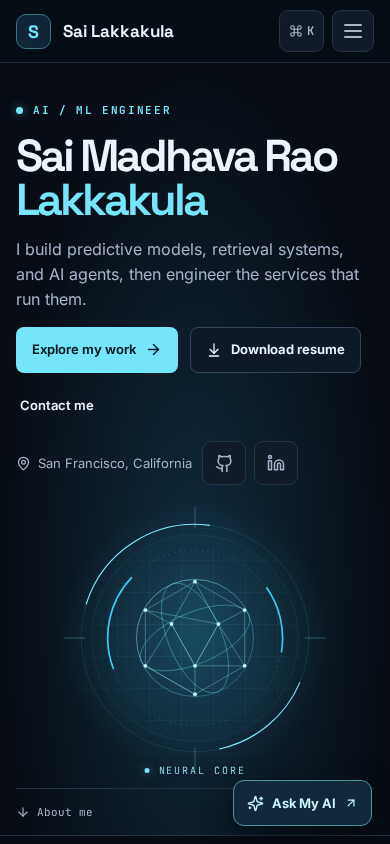 S Sai Lakkakula ⌘ K
AI / ML ENGINEER
Sai Madhava Rao
Lakkakula
I build predictive models, retrieval systems,
and AI agents, then engineer the services that
run them.
Explore my work → Download resume
Contact me
San Francisco, California
NEURAL CORE
↓ About me
Ask My AI ↗